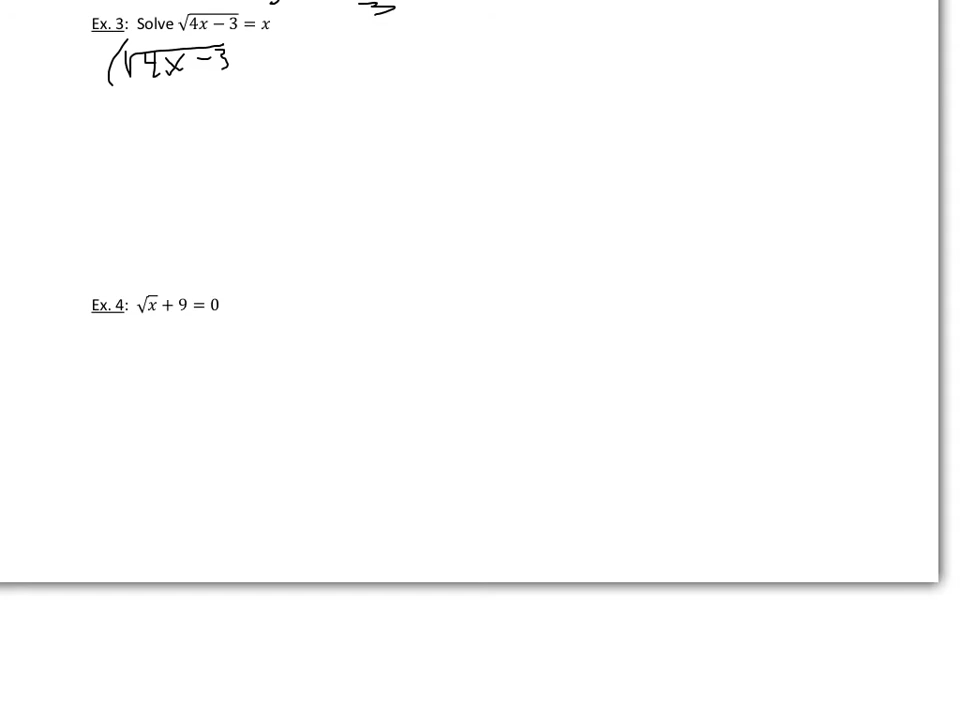 Ex. 3: Solve √(4x − 3) = x
(√4x − 3
Ex. 4: √x + 9 = 0